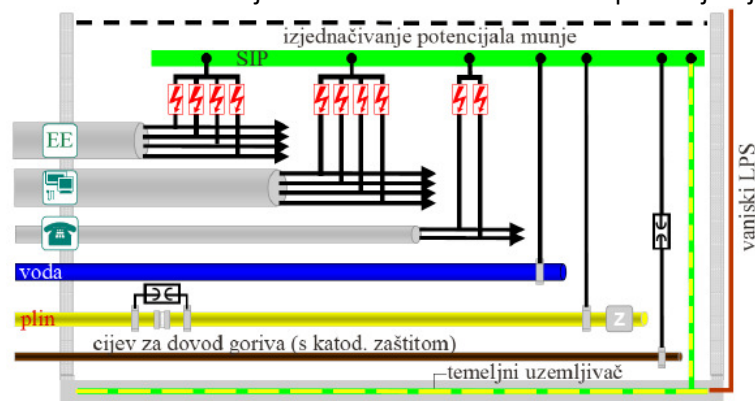 izjednačivanje potencijala munje
SIP
EE
voda
plin
Z
cijev za dovod goriva (s katod. zaštitom)
temeljni uzemljivač
vanjski LPS